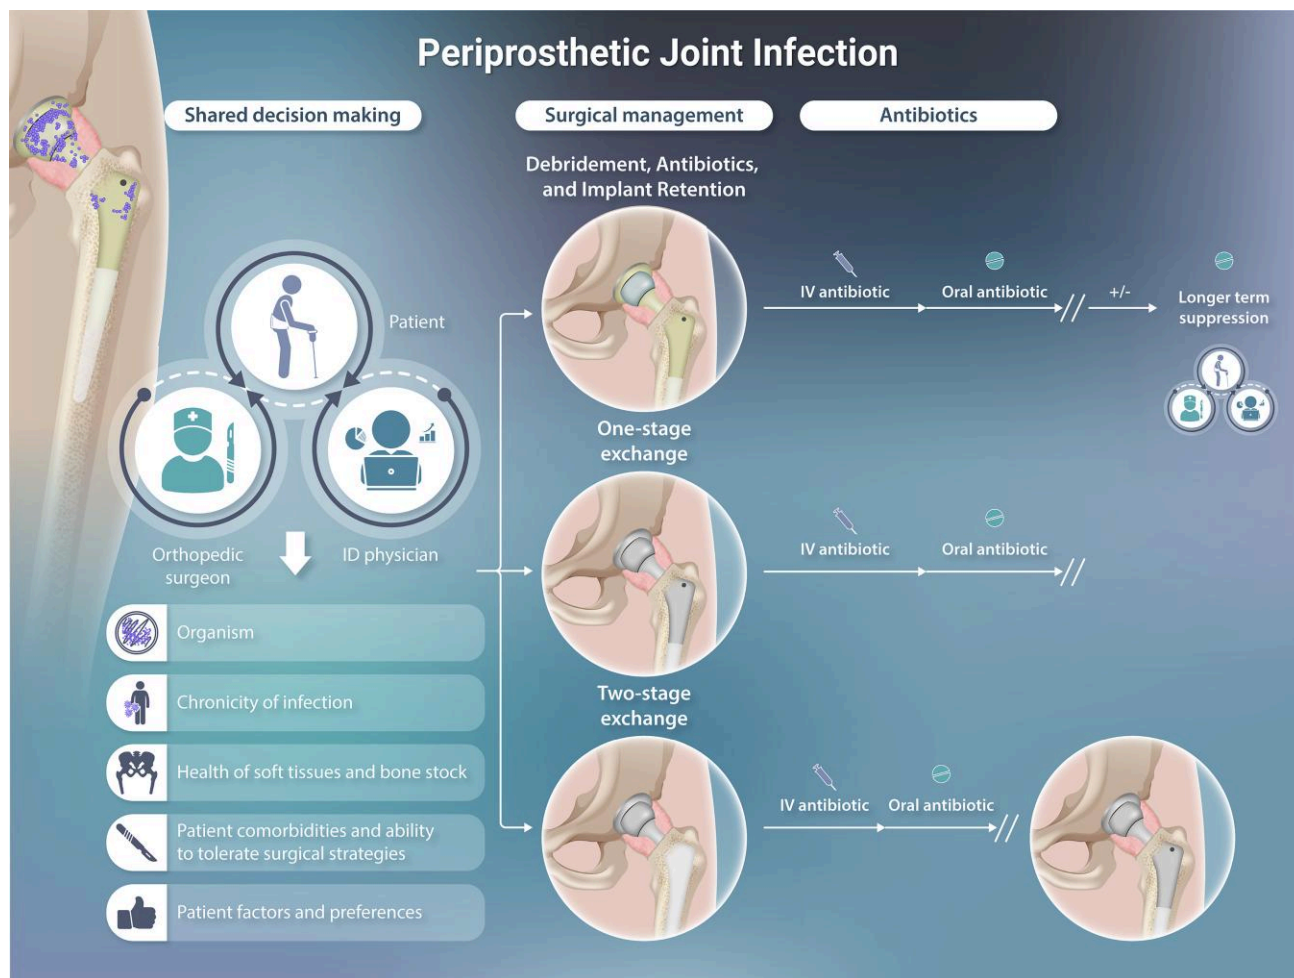 Periprosthetic Joint Infection
Shared decision making
Surgical management
Antibiotics
Patient
Orthopedic
surgeon
ID physician
Organism
Chronicity of infection
Health of soft tissues and bone stock
Patient comorbidities and ability
to tolerate surgical strategies
Patient factors and preferences
Debridement, Antibiotics,
and Implant Retention
IV antibiotic
Oral antibiotic
+/-
Longer term
suppression
One-stage
exchange
IV antibiotic
Oral antibiotic
Two-stage
exchange
IV antibiotic
Oral antibiotic